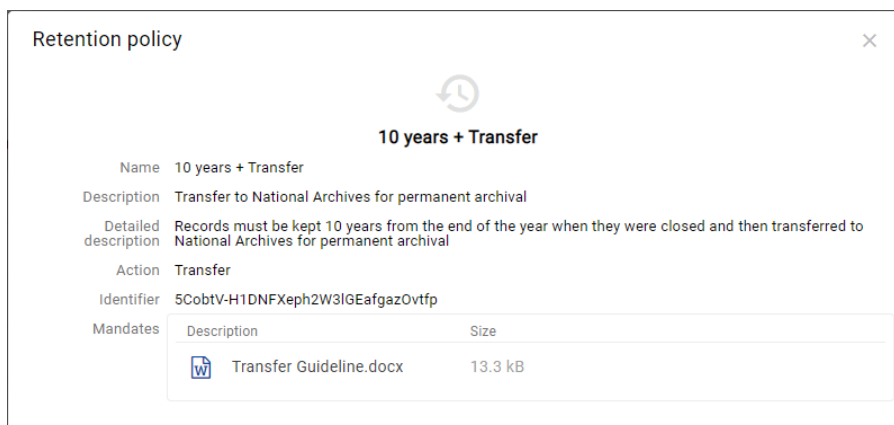 Retention policy
10 years + Transfer
Name 10 years + Transfer
Description Transfer to National Archives for permanent archival
Detailed description Records must be kept 10 years from the end of the year when they were closed and then transferred to
National Archives for permanent archival
Action Transfer
Identifier 5CobtV-H1DNFXeph2W3lGEafgazOvtfp
Mandates
Description Size
Transfer Guideline.docx 13.3 kB